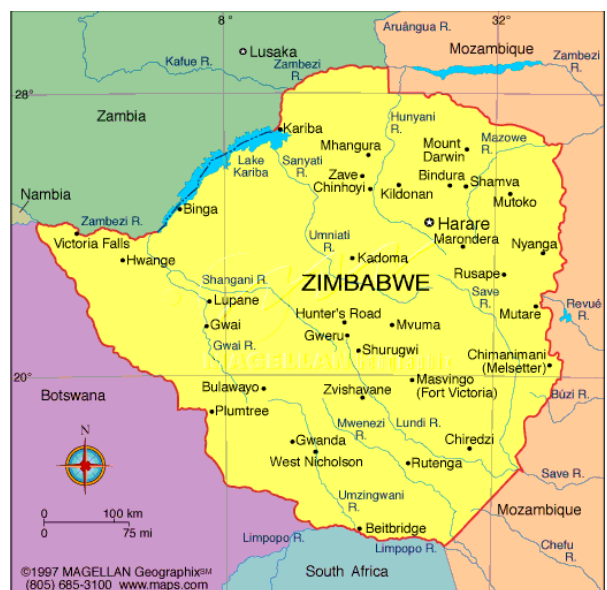 8°
32
Aruângua R.
Lusaka
Mozambique
Kafue R.
Zambezi
R.
Zambezi
R.
28
Zambia
Kariba
Hunyani
R.
Mount
Darwin
Mazowe
R.
Mhangura
Lake
Kariba
Sanyati
R.
Zave
Chinhoyi
Bindura
Shamva
Kildonan
Mutoko
Nambia
Binga
Zambezi R.
Harare
Victoria Falls
Umniati
R.
Marondera
Nyanga
Hwange
Kadoma
Shangani R.
ZIMBABWE
Rusape
Save
R.
Lupane
Hunter's Road
Mutare
Revué
R.
Gwai
Mvuma
Gweru
Gwai R.
Shurugwi
MAGELLAN
Chimanimani
(Melsetter)
20
Botswana
Bulawayo
Zvishavane
Masvingo
(Fort Victoria)
Búzi R.
Plumtree
Mwenezi
R.
Lundi R.
N
Gwanda
Chiredzi
West Nicholson
Rutenga
Save R.
Umzingwani
R.
Mozambique
0 100 km
0 75 mi
Beitbridge
Limpopo R.
Limpopo R.
Chefu
R.
South Africa
©1997 MAGELLAN Geographix℠
(805) 685-3100 www.maps.com